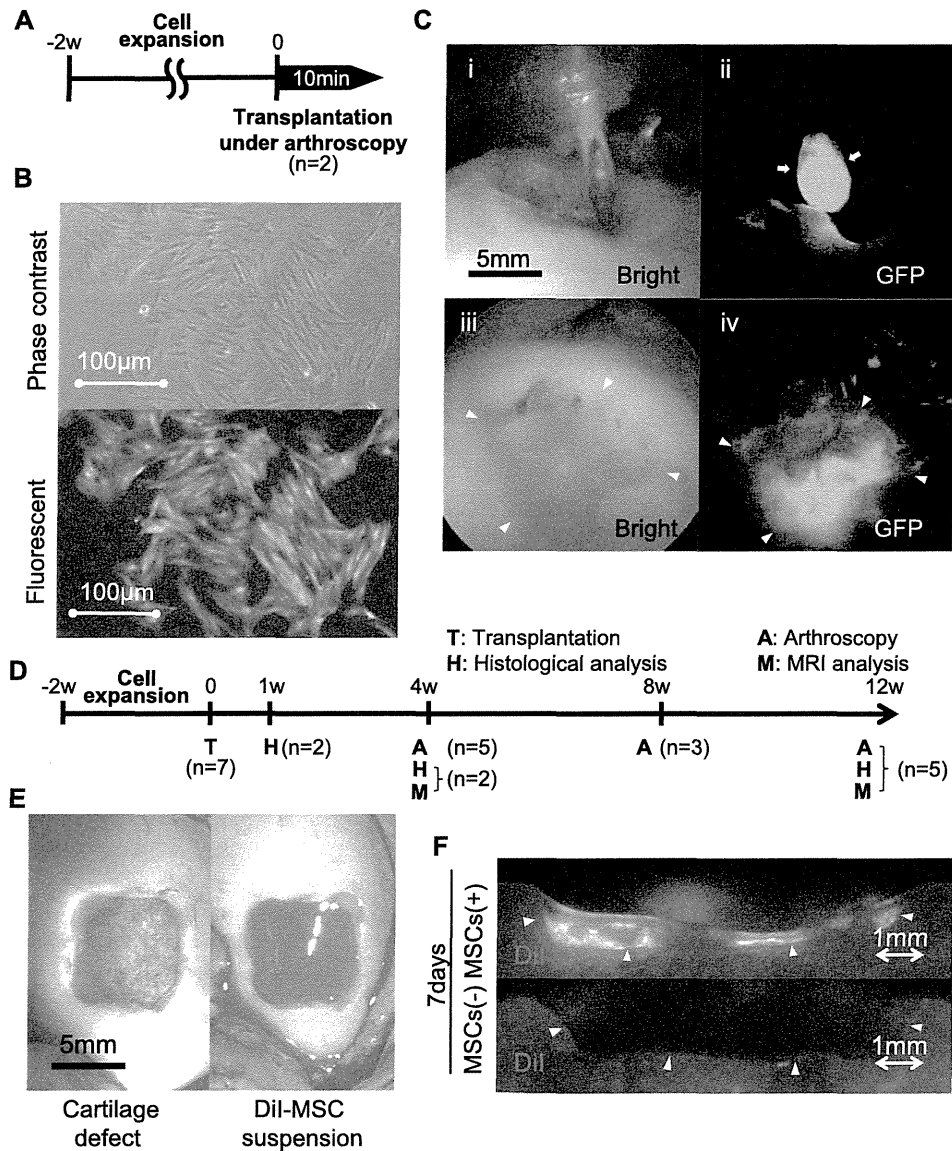 A
Cell
expansion
-2w
0
10min
Transplantation
under arthroscopy
(n=2)
B
Phase contrast
100μm
Fluorescent
100μm
C
i
5mm
Bright
ii
GFP
iii
Bright
iv
GFP
T: Transplantation
A: Arthroscopy
H: Histological analysis
M: MRI analysis
D
-2w
Cell
expansion
0
1w
4w
8w
12w
T
(n=7)
H (n=2)
A (n=5)
H
M
(n=2)
A (n=3)
A
H
M
(n=5)
E
5mm
Cartilage
defect
DiI-MSC
suspension
F
7days
MSCs(+)
DiI
1mm
MSCs(-)
DiI
1mm